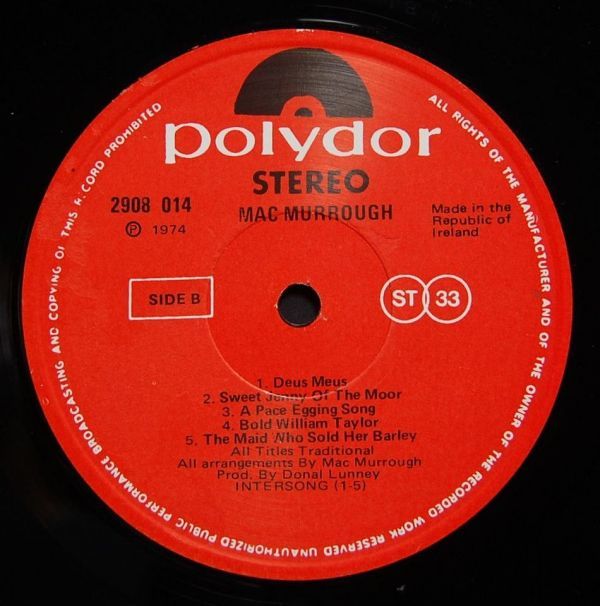 polydor
STEREO
2908 014
MAC MURROUGH
Ⓟ 1974
Made in the
Republic of
Ireland
SIDE B
ST 33
1. Deus Meus
2. Sweet Jenny Of The Moor
3. A Pace Egging Song
4. Bold William Taylor
5. The Maid Who Sold Her Barley
All Titles Traditional
All arrangements By Mac Murrough
Prod. By Donal Lunney
INTERSONG (1-5)
ALL RIGHTS OF THE MANUFACTURER AND OF THE OWNER OF THE RECORDED WORK RESERVED UNAUTHORIZED PUBLIC PERFORMANCE BROADCASTING AND COPYING OF THIS RECORD PROHIBITED